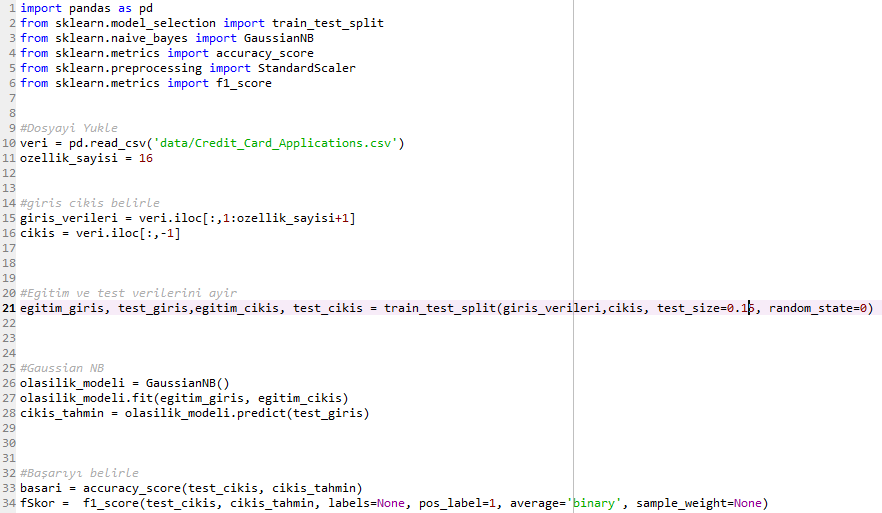 1 import pandas as pd
2 from sklearn.model_selection import train_test_split
3 from sklearn.naive_bayes import GaussianNB
4 from sklearn.metrics import accuracy_score
5 from sklearn.preprocessing import StandardScaler
6 from sklearn.metrics import f1_score
7
8
9 #Dosyayi Yukle
10 veri = pd.read_csv('data/Credit_Card_Applications.csv')
11 ozellik_sayisi = 16
12
13
14 #giris cikis belirle
15 giris_verileri = veri.iloc[:,1:ozellik_sayisi+1]
16 cikis = veri.iloc[:,-1]
17
18
19
20 #Egitim ve test verilerini ayir
21 egitim_giris, test_giris,egitim_cikis, test_cikis = train_test_split(giris_verileri,cikis, test_size=0.15, random_state=0)
22
23
24
25 #Gaussian NB
26 olasilik_modeli = GaussianNB()
27 olasilik_modeli.fit(egitim_giris, egitim_cikis)
28 cikis_tahmin = olasilik_modeli.predict(test_giris)
29
30
31
32 #Başarıyı belirle
33 basari = accuracy_score(test_cikis, cikis_tahmin)
34 fSkor =  f1_score(test_cikis, cikis_tahmin, labels=None, pos_label=1, average='binary', sample_weight=None)